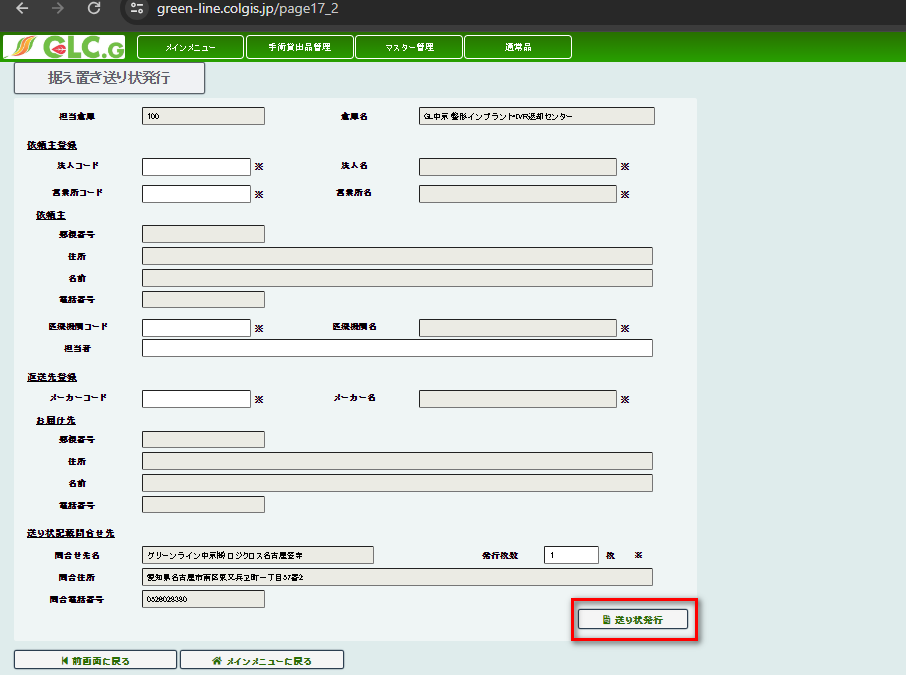 green-line.colgis.jp/page17_2
GLC.G メインメニュー 手術貸出品管理 マスター管理 通常品
据え置き送り状発行
担当倉庫 100 倉庫名 GL中京 整形インプラント・IVR返却センター
依頼主登録
法人コード ※ 法人名 ※
営業所コード ※ 営業所名 ※
依頼主
郵便番号
住所
名前
電話番号
医療機関コード ※ 医療機関名 ※
担当者
返送先登録
メーカーコード ※ メーカー名 ※
お届け先
郵便番号
住所
名前
電話番号
送り状記載問合せ先
問合せ先名 グリーンライン中京㈱ ロジクロス名古屋笠寺 発行枚数 1 枚 ※
問合住所 愛知県名古屋市南区東又兵ヱ町一丁目37番2
問合電話番号
送り状発行
前画面に戻る メインメニューに戻る